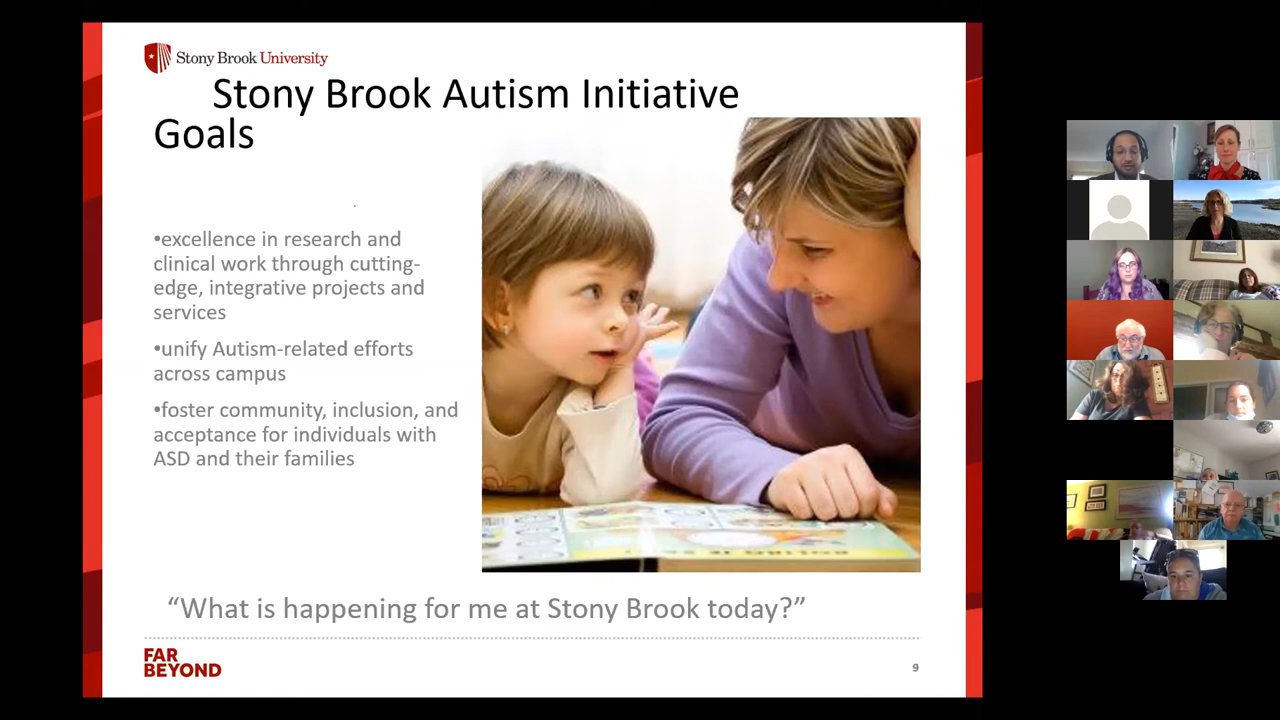 Stony Brook University
Stony Brook Autism Initiative
Goals
•excellence in research and
clinical work through cutting-
edge, integrative projects and
services
•unify Autism-related efforts
across campus
•foster community, inclusion, and
acceptance for individuals with
ASD and their families
“What is happening for me at Stony Brook today?”
FAR
BEYOND
9